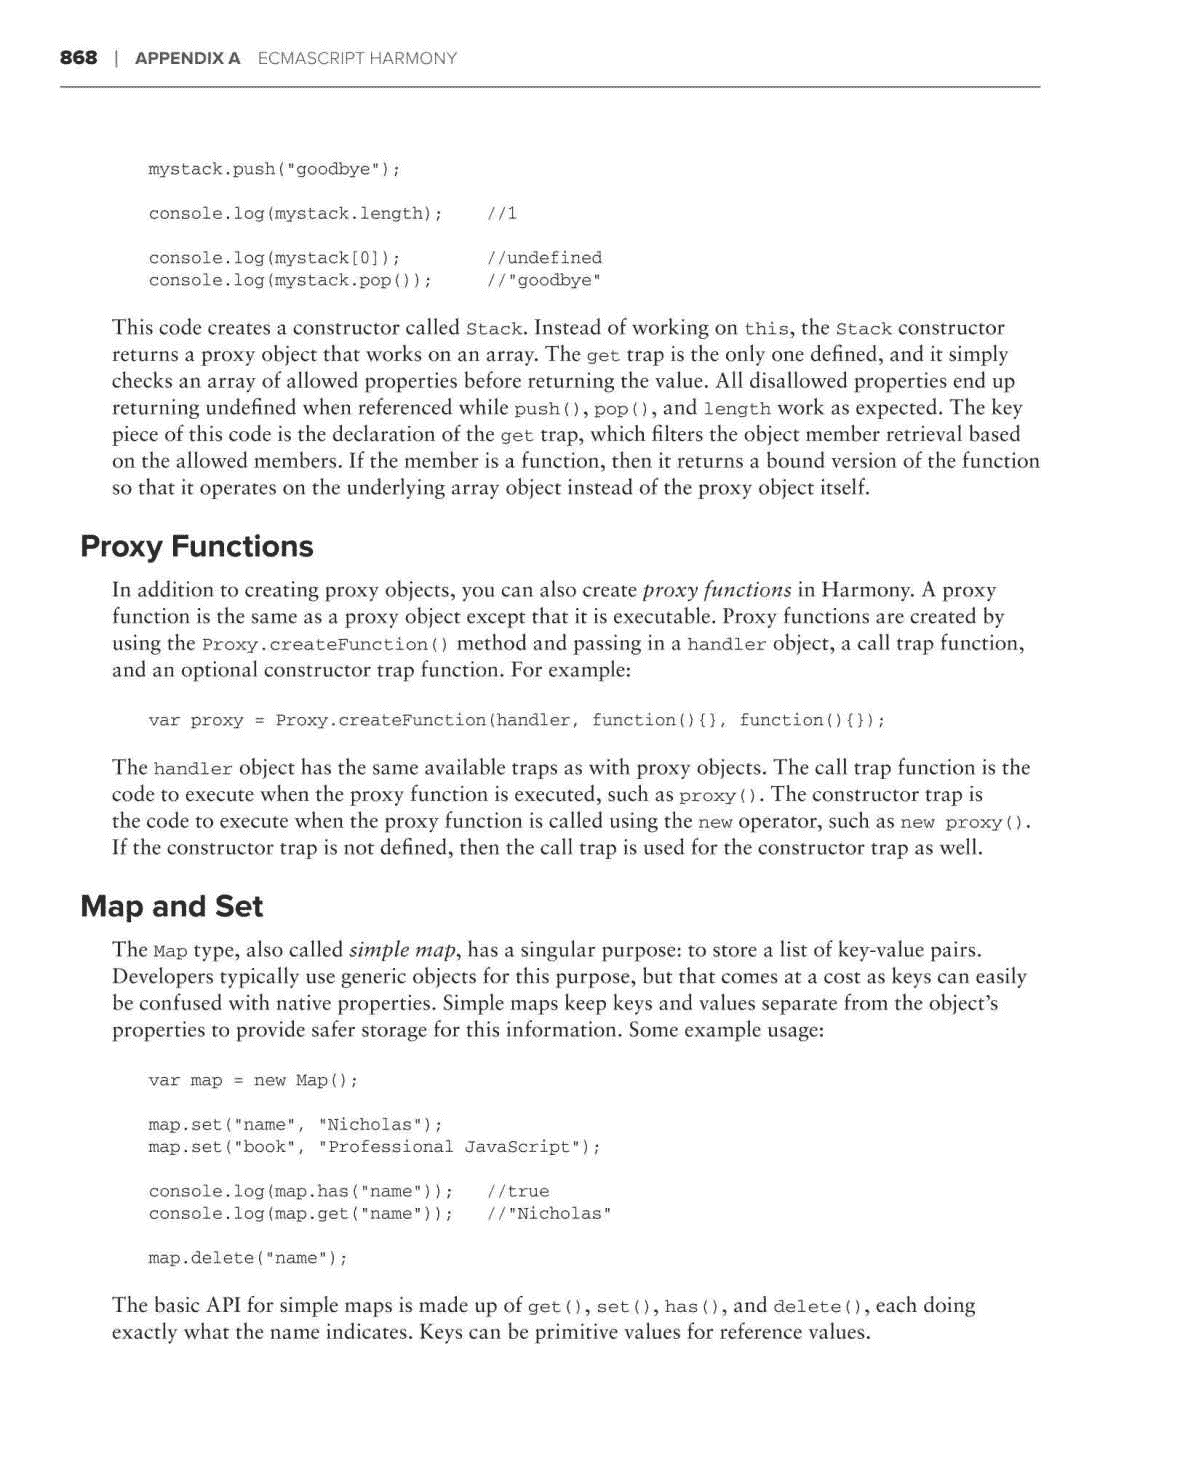 868 | APPENDIX A ECMASCRIPT HARMONY
mystack.push("goodbye");
console.log(mystack.length); //1
console.log(mystack[0]); //undefined
console.log(mystack.pop()); //"goodbye"
This code creates a constructor called Stack. Instead of working on this, the Stack constructor
returns a proxy object that works on an array. The get trap is the only one defined, and it simply
checks an array of allowed properties before returning the value. All disallowed properties end up
returning undefined when referenced while push(), pop(), and length work as expected. The key
piece of this code is the declaration of the get trap, which filters the object member retrieval based
on the allowed members. If the member is a function, then it returns a bound version of the function
so that it operates on the underlying array object instead of the proxy object itself.
Proxy Functions
In addition to creating proxy objects, you can also create proxy functions in Harmony. A proxy
function is the same as a proxy object except that it is executable. Proxy functions are created by
using the Proxy.createFunction() method and passing in a handler object, a call trap function,
and an optional constructor trap function. For example:
var proxy = Proxy.createFunction(handler, function(){}, function(){});
The handler object has the same available traps as with proxy objects. The call trap function is the
code to execute when the proxy function is executed, such as proxy(). The constructor trap is
the code to execute when the proxy function is called using the new operator, such as new proxy().
If the constructor trap is not defined, then the call trap is used for the constructor trap as well.
Map and Set
The Map type, also called simple map, has a singular purpose: to store a list of key-value pairs.
Developers typically use generic objects for this purpose, but that comes at a cost as keys can easily
be confused with native properties. Simple maps keep keys and values separate from the object's
properties to provide safer storage for this information. Some example usage:
var map = new Map();
map.set("name", "Nicholas");
map.set("book", "Professional JavaScript");
console.log(map.has("name")); //true
console.log(map.get("name")); //"Nicholas"
map.delete("name");
The basic API for simple maps is made up of get(), set(), has(), and delete(), each doing
exactly what the name indicates. Keys can be primitive values for reference values.